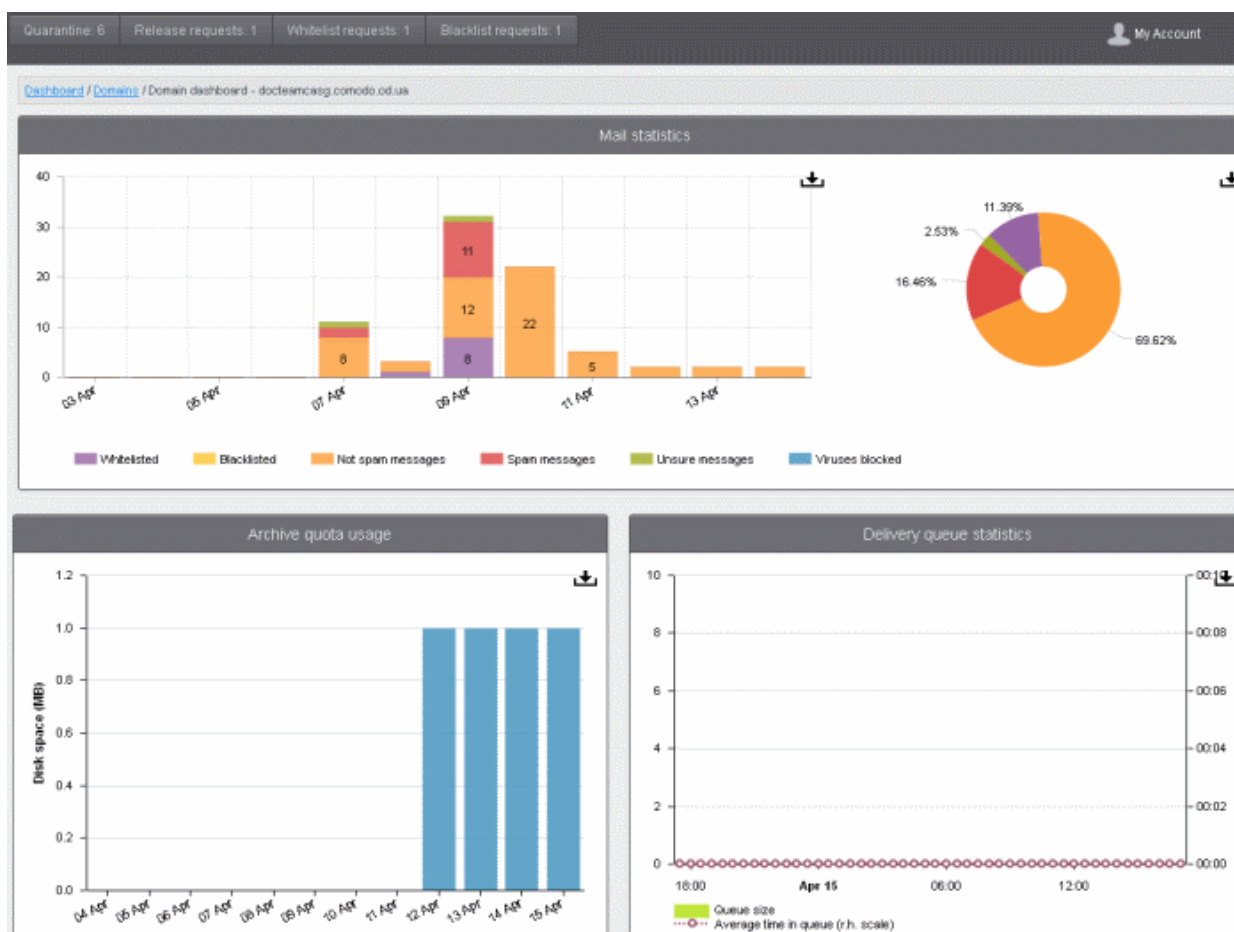 Quarantine: 6 Release requests: 1 Whitelist requests: 1 Blacklist requests: 1 My Account
Dashboard / Domains / Domain dashboard - docteamcasg.comodo.od.ua
Mail statistics
40
30
20
10
0
8
8
12
11
22
5
03 Apr 05 Apr 07 Apr 09 Apr 11 Apr 13 Apr
11.39%
2.53%
16.46%
69.62%
Whitelisted Blacklisted Not spam messages Spam messages Unsure messages Viruses blocked
Archive quota usage
Disk space (MB)
1.2
1.0
0.8
0.6
0.4
0.2
0.0
04 Apr 05 Apr 06 Apr 07 Apr 08 Apr 09 Apr 10 Apr 11 Apr 12 Apr 13 Apr 14 Apr 15 Apr
Delivery queue statistics
10
8 00:08
6 00:06
4 00:04
2 00:02
0 00:00
18:00 Apr 15 06:00 12:00
Queue size
Average time in queue (r.h. scale)